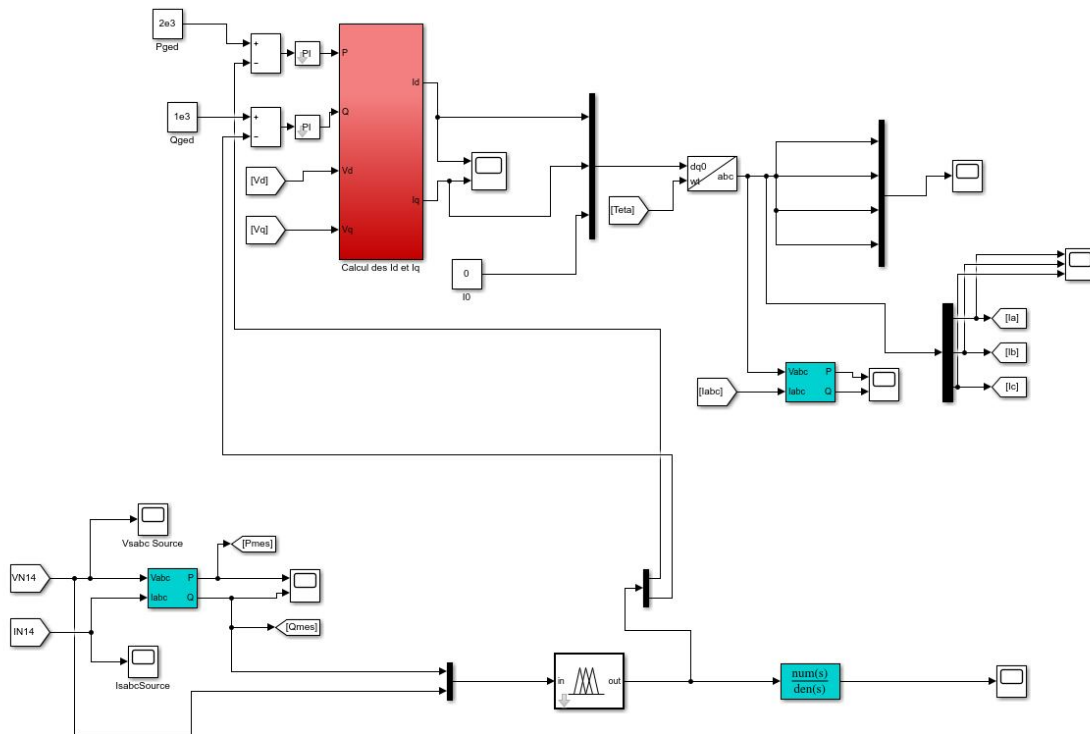 2e3
Pged
+
−
PI
P
Id
1e3
Qged
+
−
PI
Q
[Vd]
Vd
Iq
[Vq]
Vq
Calcul des Id et Iq
0
I0
[Teta]
dq0
wt
abc
[Ia]
[Ib]
[Ic]
[Iabc]
Vabc
Iabc
P
Q
Vsabc Source
[Pmes]
VN14
Vabc
Iabc
P
Q
IN14
[Qmes]
IsabcSource
in
out
num(s)
den(s)